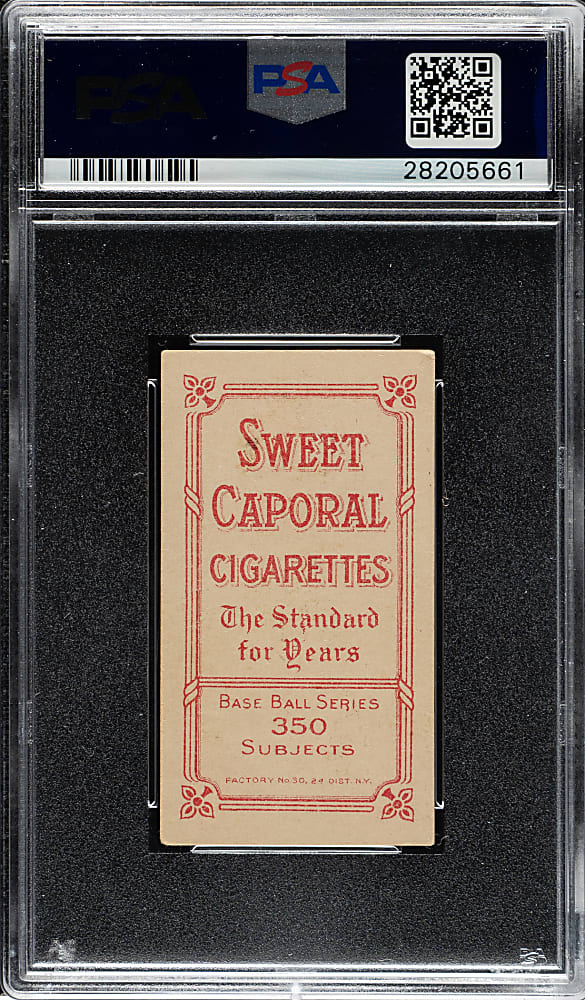 PSA
PSA
28205661
SWEET
CAPORAL
CIGARETTES
The Standard
for Years
BASE BALL SERIES
350
SUBJECTS
FACTORY No. 30, 2d DIST. N.Y.